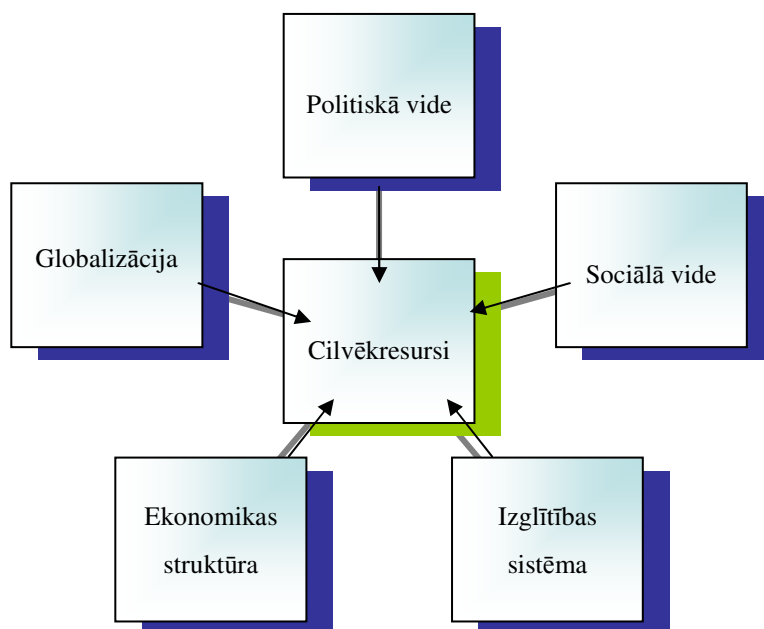 Politiskā vide
Globalizācija
Sociālā vide
Cilvēkresursi
Ekonomikas
struktūra
Izglītības
sistēma